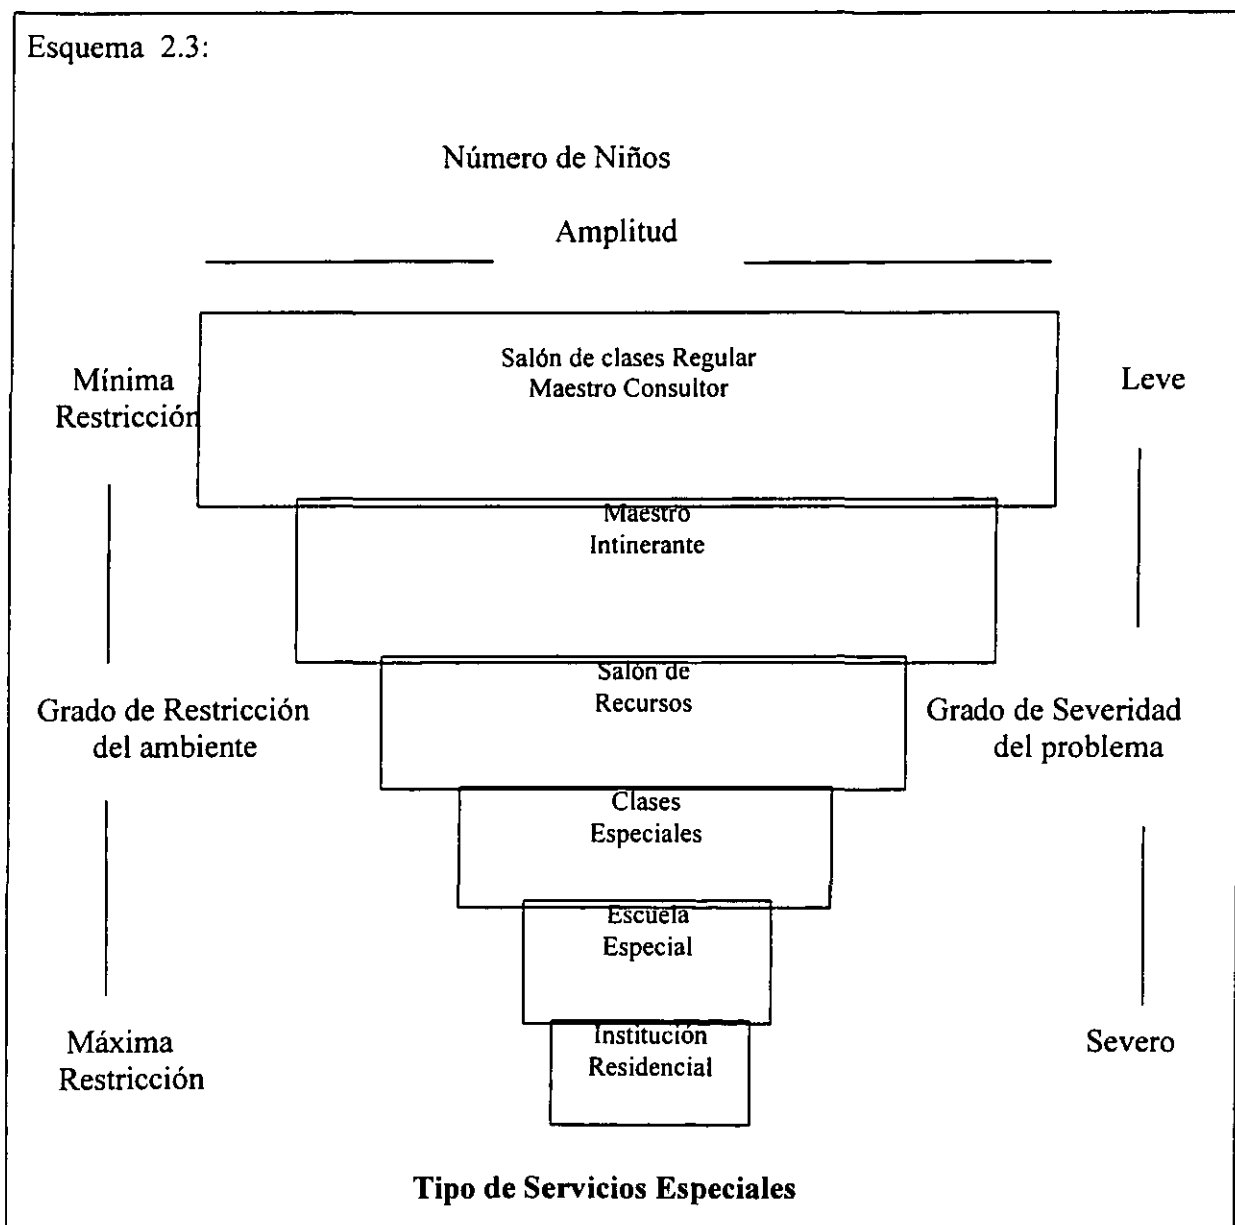 Esquema 2.3:
Número de Niños
Amplitud
Salón de clases Regular
Maestro Consultor
Mínima
Restricción
Leve
Maestro
Intinerante
Salón de
Recursos
Grado de Restricción
del ambiente
Grado de Severidad
del problema
Clases
Especiales
Escuela
Especial
Institución
Residencial
Máxima
Restricción
Severo
Tipo de Servicios Especiales